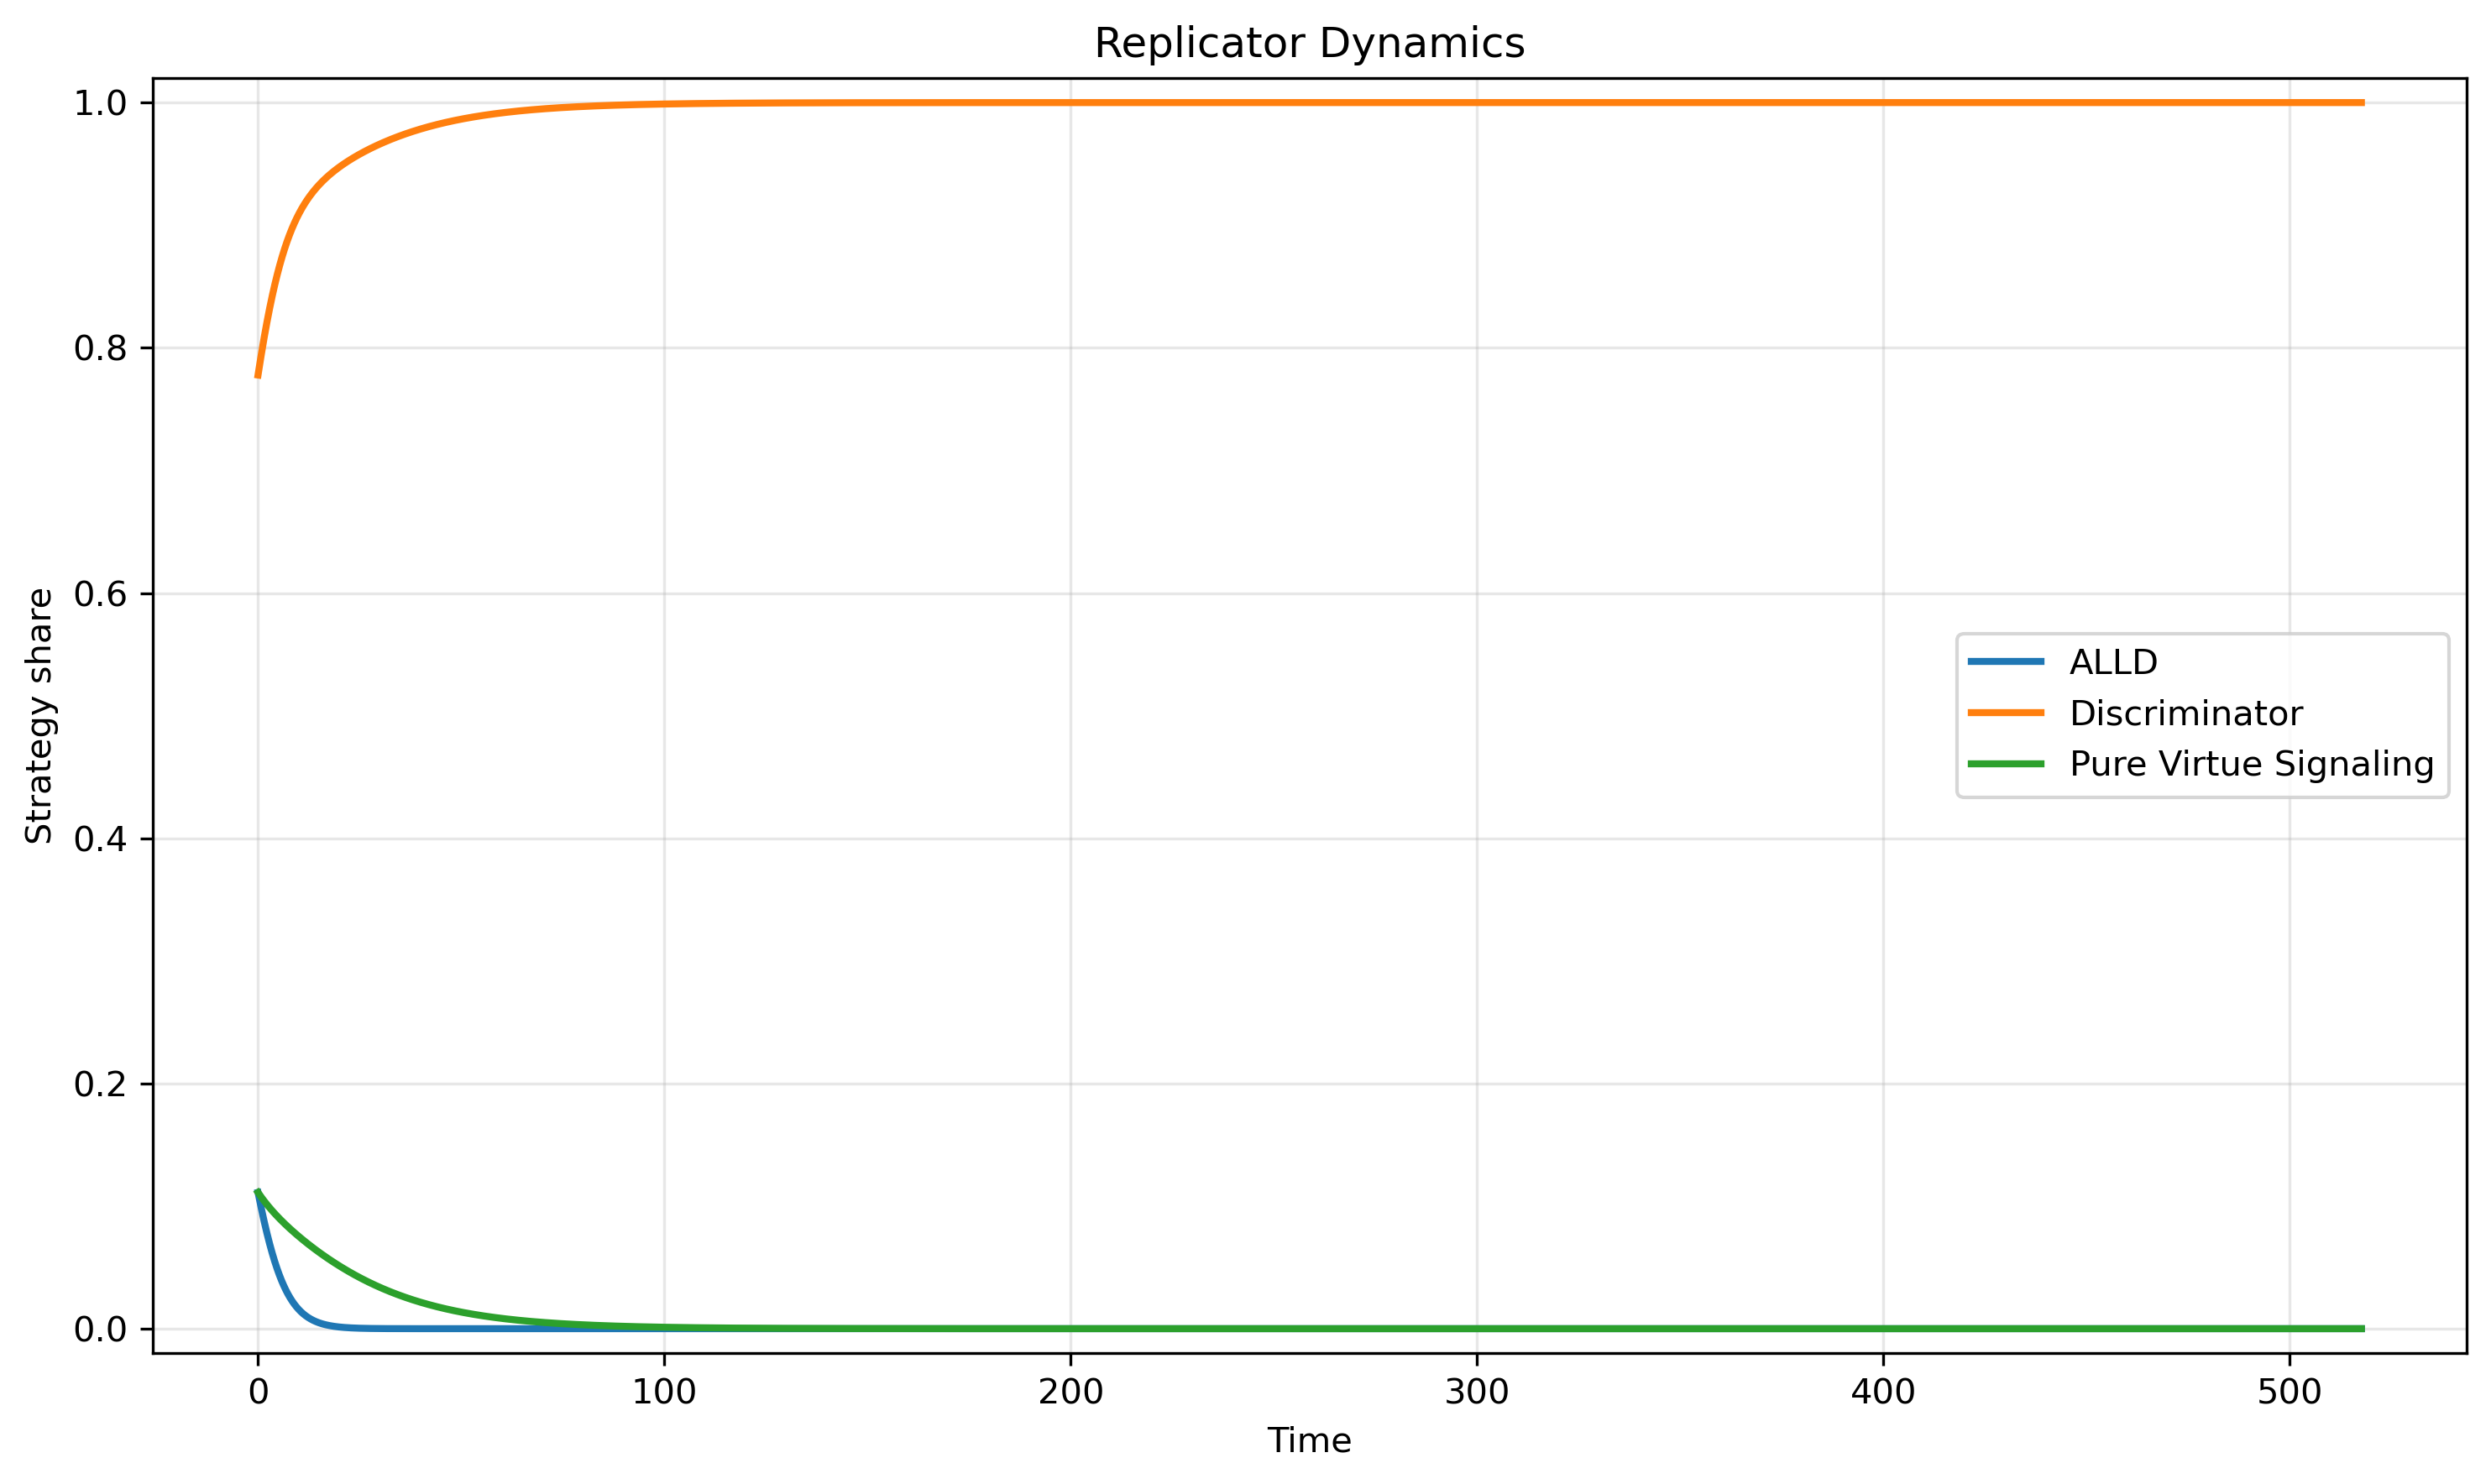 Replicator Dynamics
Strategy share
1.0
0.8
0.6
0.4
0.2
0.0
ALLD
Discriminator
Pure Virtue Signaling
0 100 200 300 400 500
Time